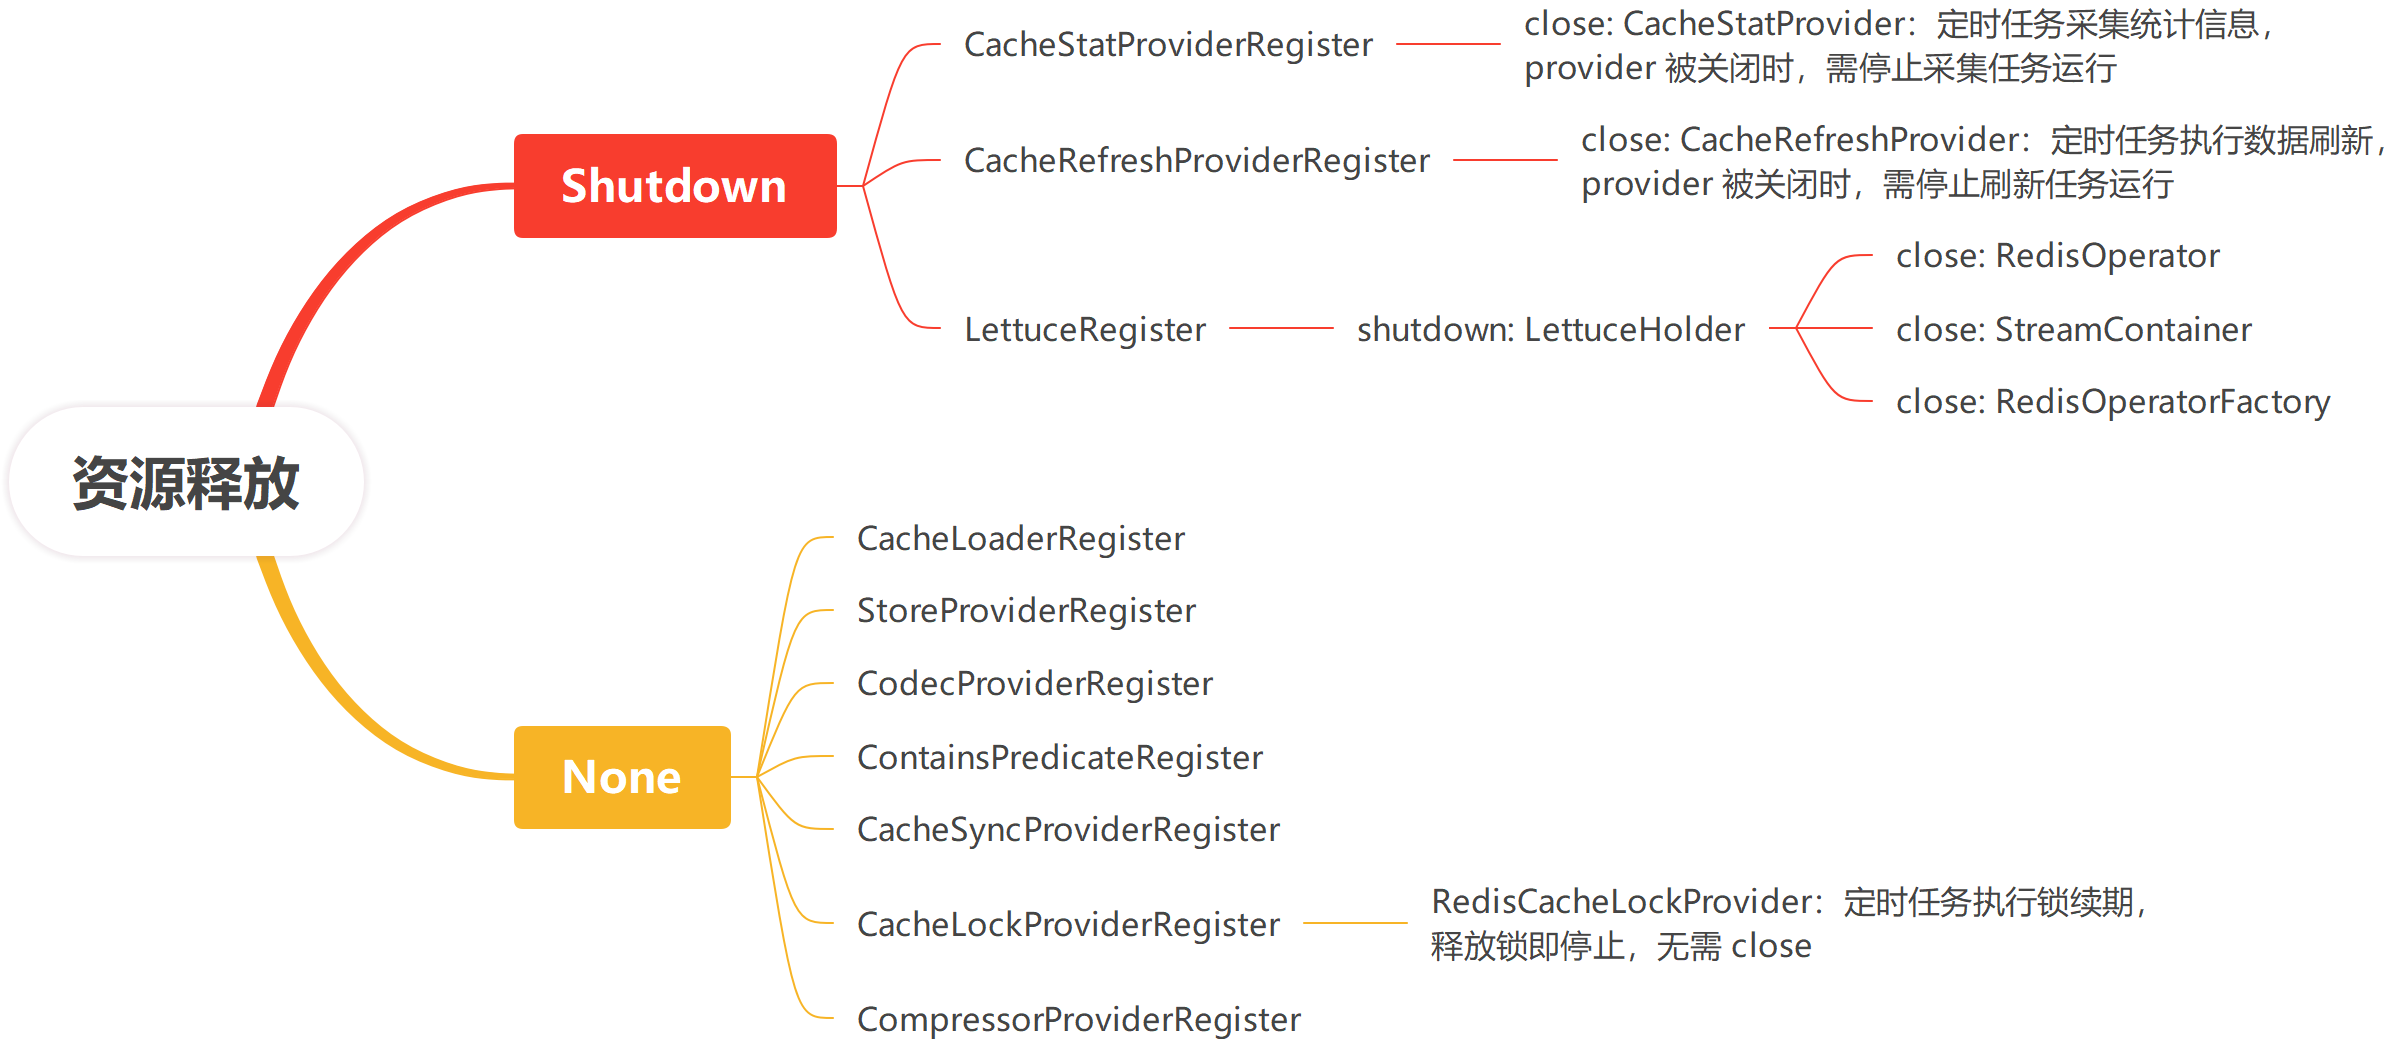 资源释放
Shutdown
CacheStatProviderRegister
close: CacheStatProvider：定时任务采集统计信息，
provider 被关闭时，需停止采集任务运行
CacheRefreshProviderRegister
close: CacheRefreshProvider：定时任务执行数据刷新，
provider 被关闭时，需停止刷新任务运行
LettuceRegister
shutdown: LettuceHolder
close: RedisOperator
close: StreamContainer
close: RedisOperatorFactory
None
CacheLoaderRegister
StoreProviderRegister
CodecProviderRegister
ContainsPredicateRegister
CacheSyncProviderRegister
CacheLockProviderRegister
RedisCacheLockProvider：定时任务执行锁续期，
释放锁即停止，无需 close
CompressorProviderRegister